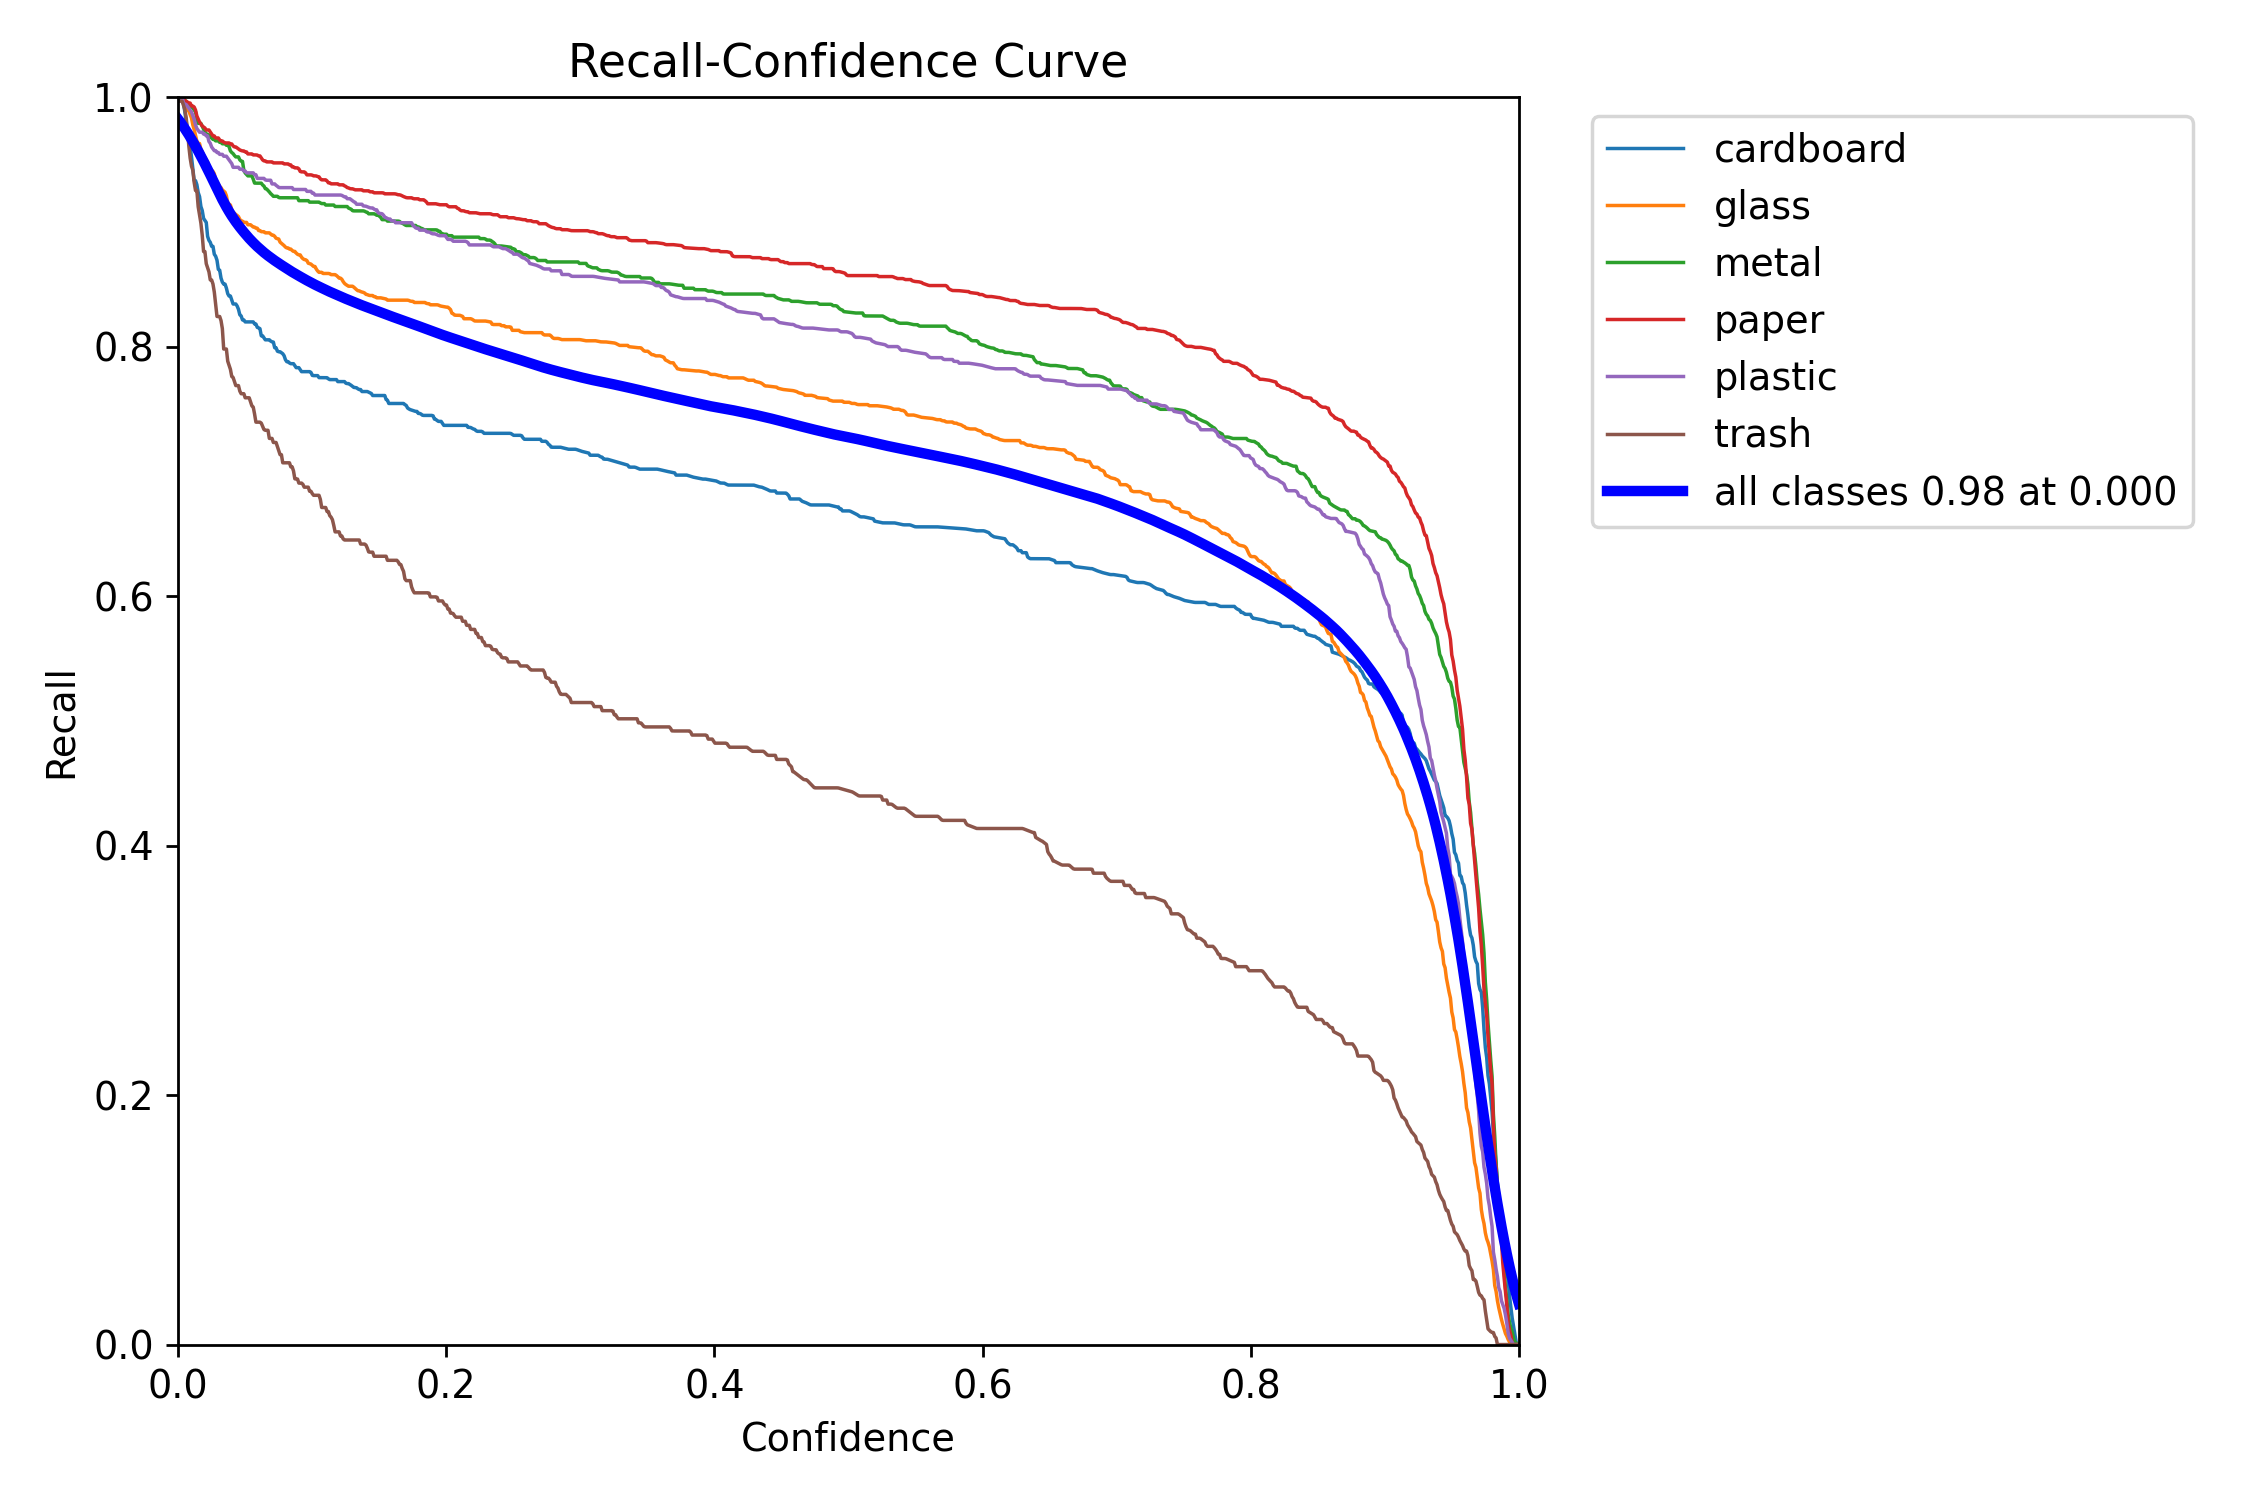 Recall-Confidence Curve
1.0
0.8
0.6
0.4
0.2
0.0
Recall
0.0 0.2 0.4 0.6 0.8 1.0
Confidence
cardboard
glass
metal
paper
plastic
trash
all classes 0.98 at 0.000